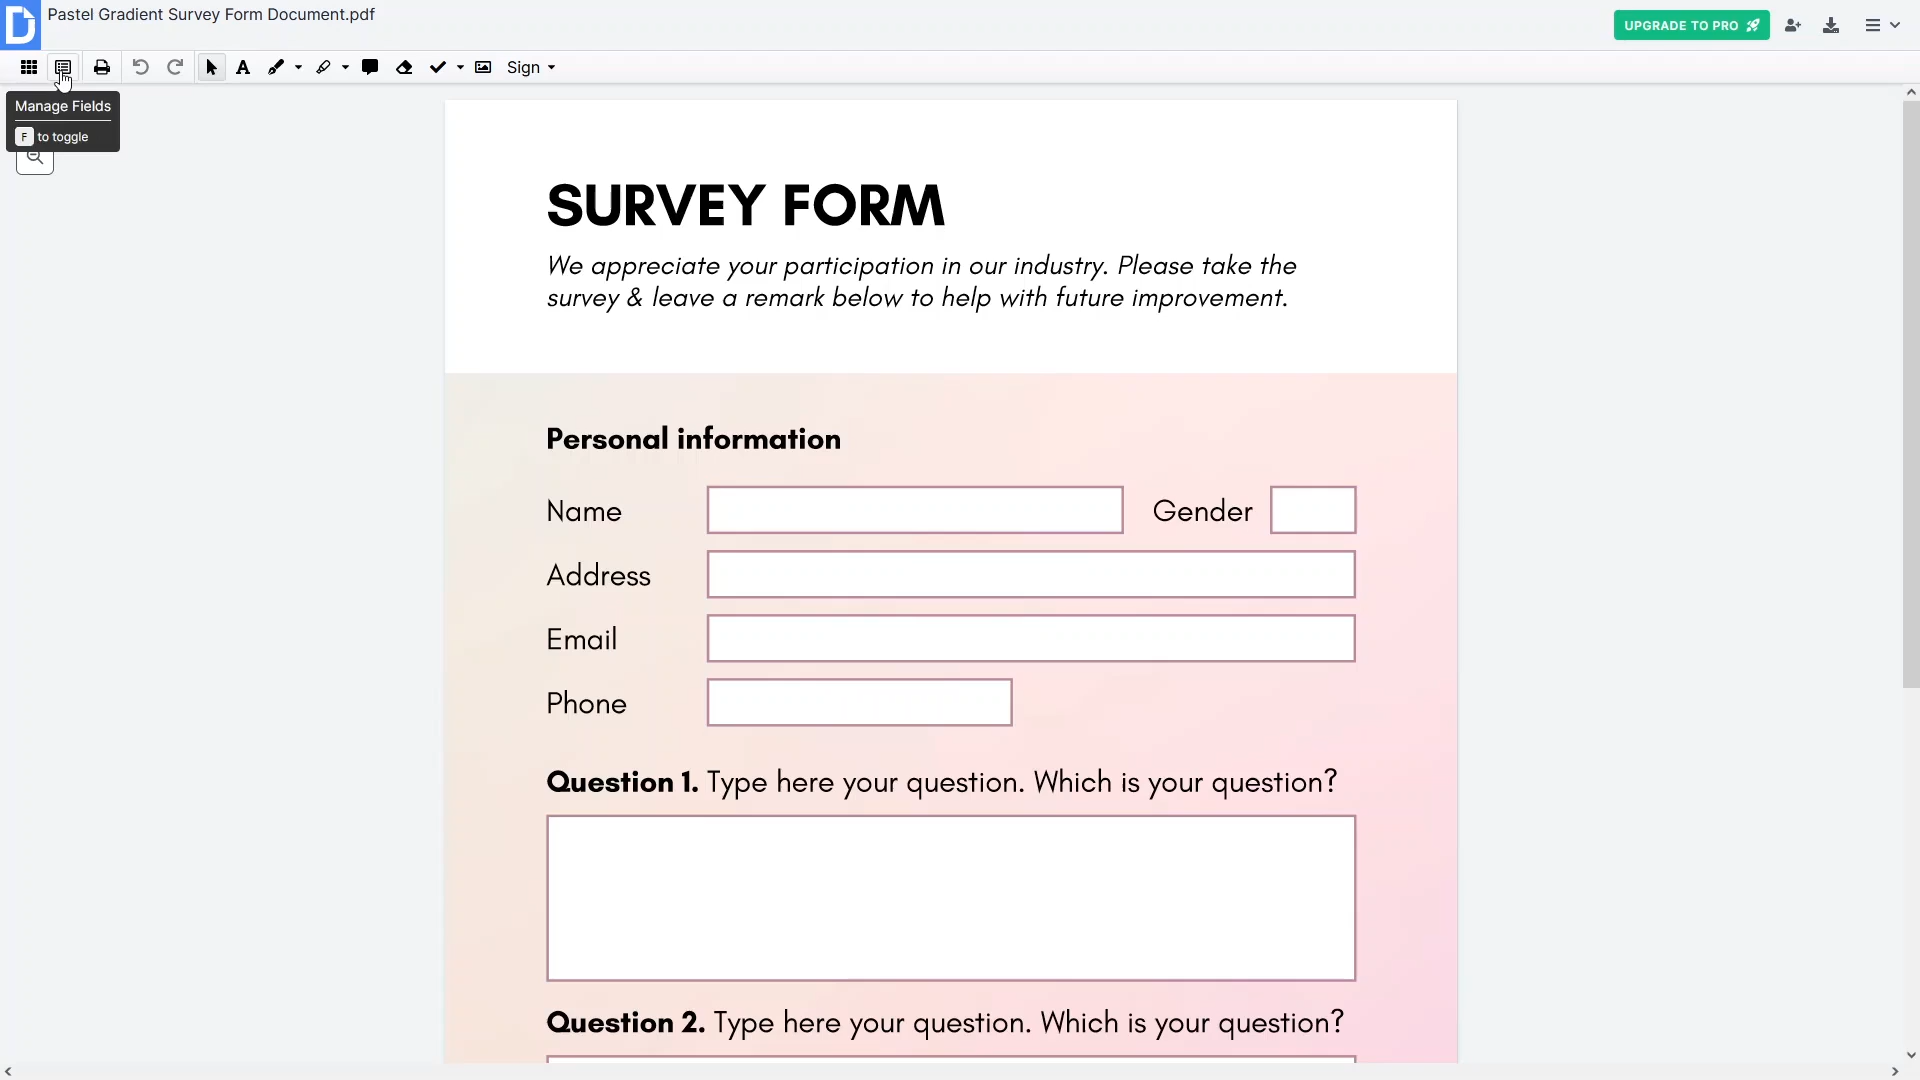 Pastel Gradient Survey Form Document.pdf
UPGRADE TO PRO
Sign
Manage Fields
F to toggle
SURVEY FORM
We appreciate your participation in our industry. Please take the
survey & leave a remark below to help with future improvement.
Personal information
Name
Gender
Address
Email
Phone
Question 1. Type here your question. Which is your question?
Question 2. Type here your question. Which is your question?